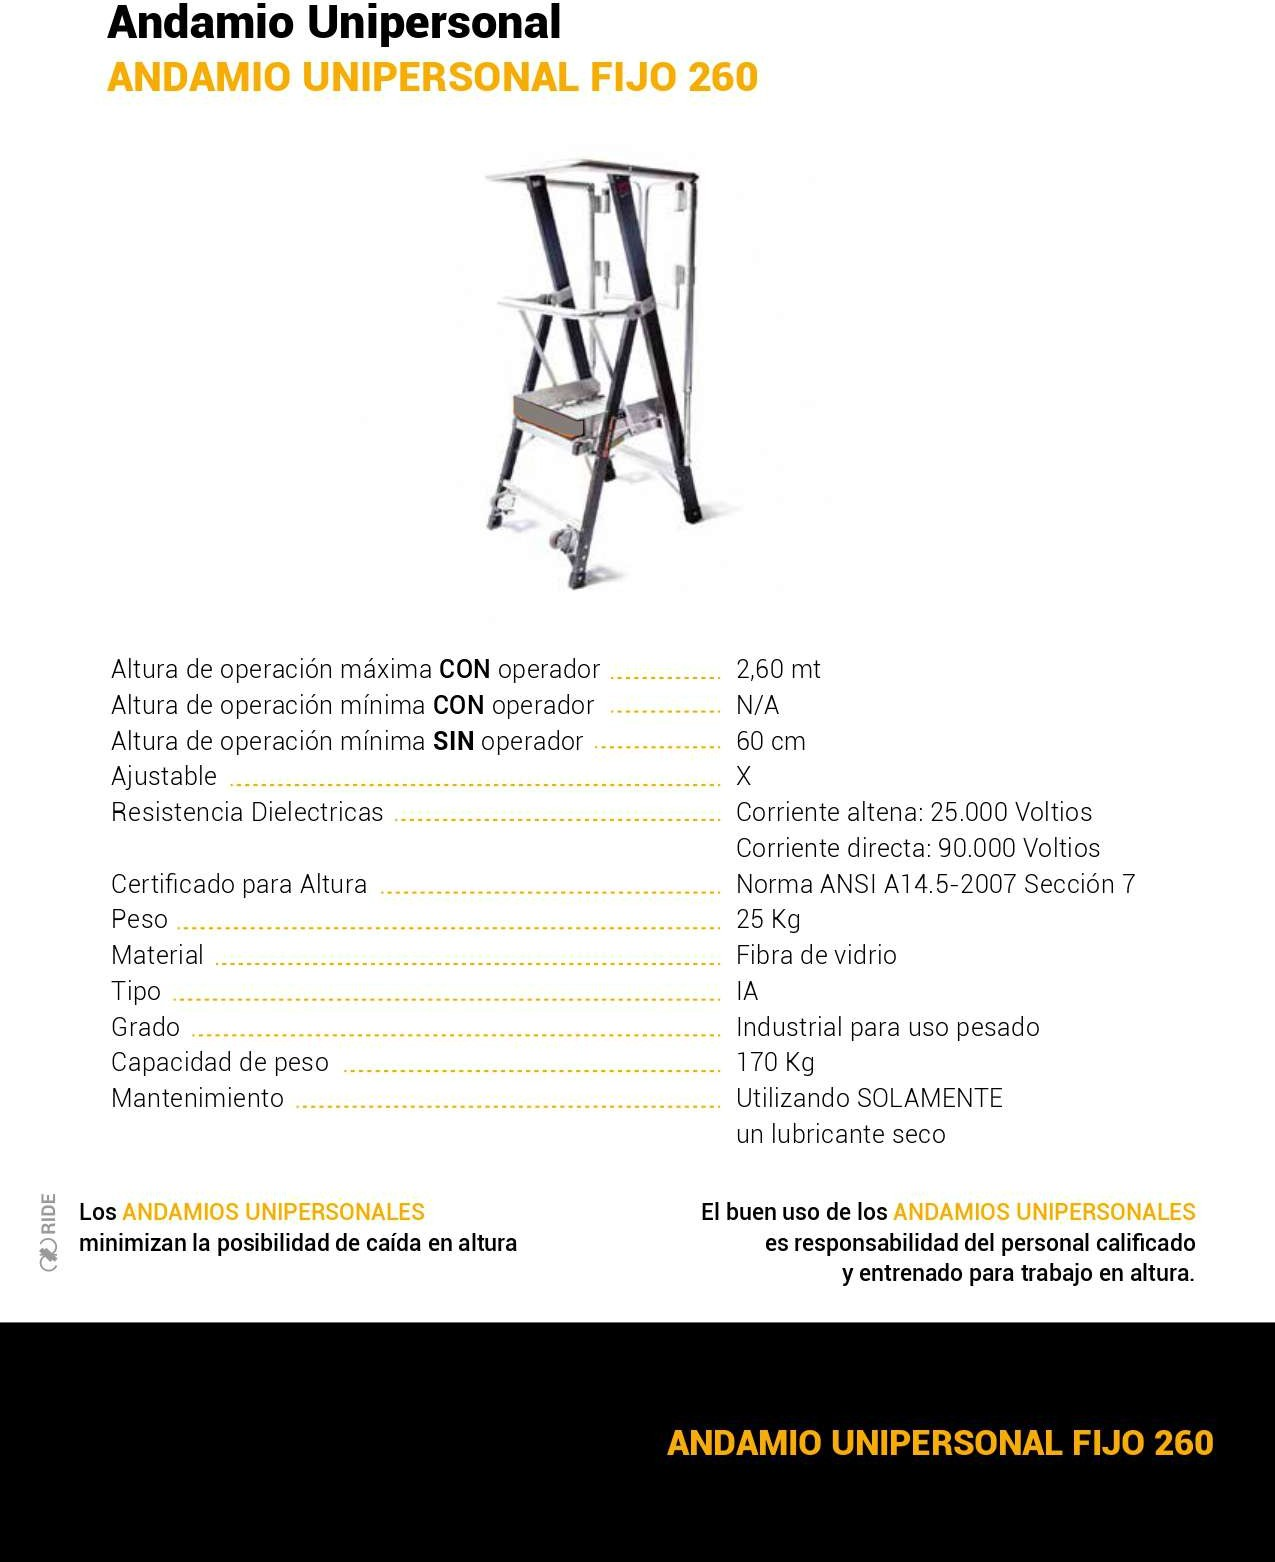 Andamio Unipersonal
ANDAMIO UNIPERSONAL FIJO 260
Altura de operación máxima CON operador 2,60 mt
Altura de operación mínima CON operador N/A
Altura de operación mínima SIN operador 60 cm
Ajustable X
Resistencia Dielectricas Corriente altena: 25.000 Voltios
Corriente directa: 90.000 Voltios
Certificado para Altura Norma ANSI A14.5-2007 Sección 7
Peso 25 Kg
Material Fibra de vidrio
Tipo IA
Grado Industrial para uso pesado
Capacidad de peso 170 Kg
Mantenimiento Utilizando SOLAMENTE
un lubricante seco
RIDE
Los ANDAMIOS UNIPERSONALES
minimizan la posibilidad de caída en altura
El buen uso de los ANDAMIOS UNIPERSONALES
es responsabilidad del personal calificado
y entrenado para trabajo en altura.
ANDAMIO UNIPERSONAL FIJO 260